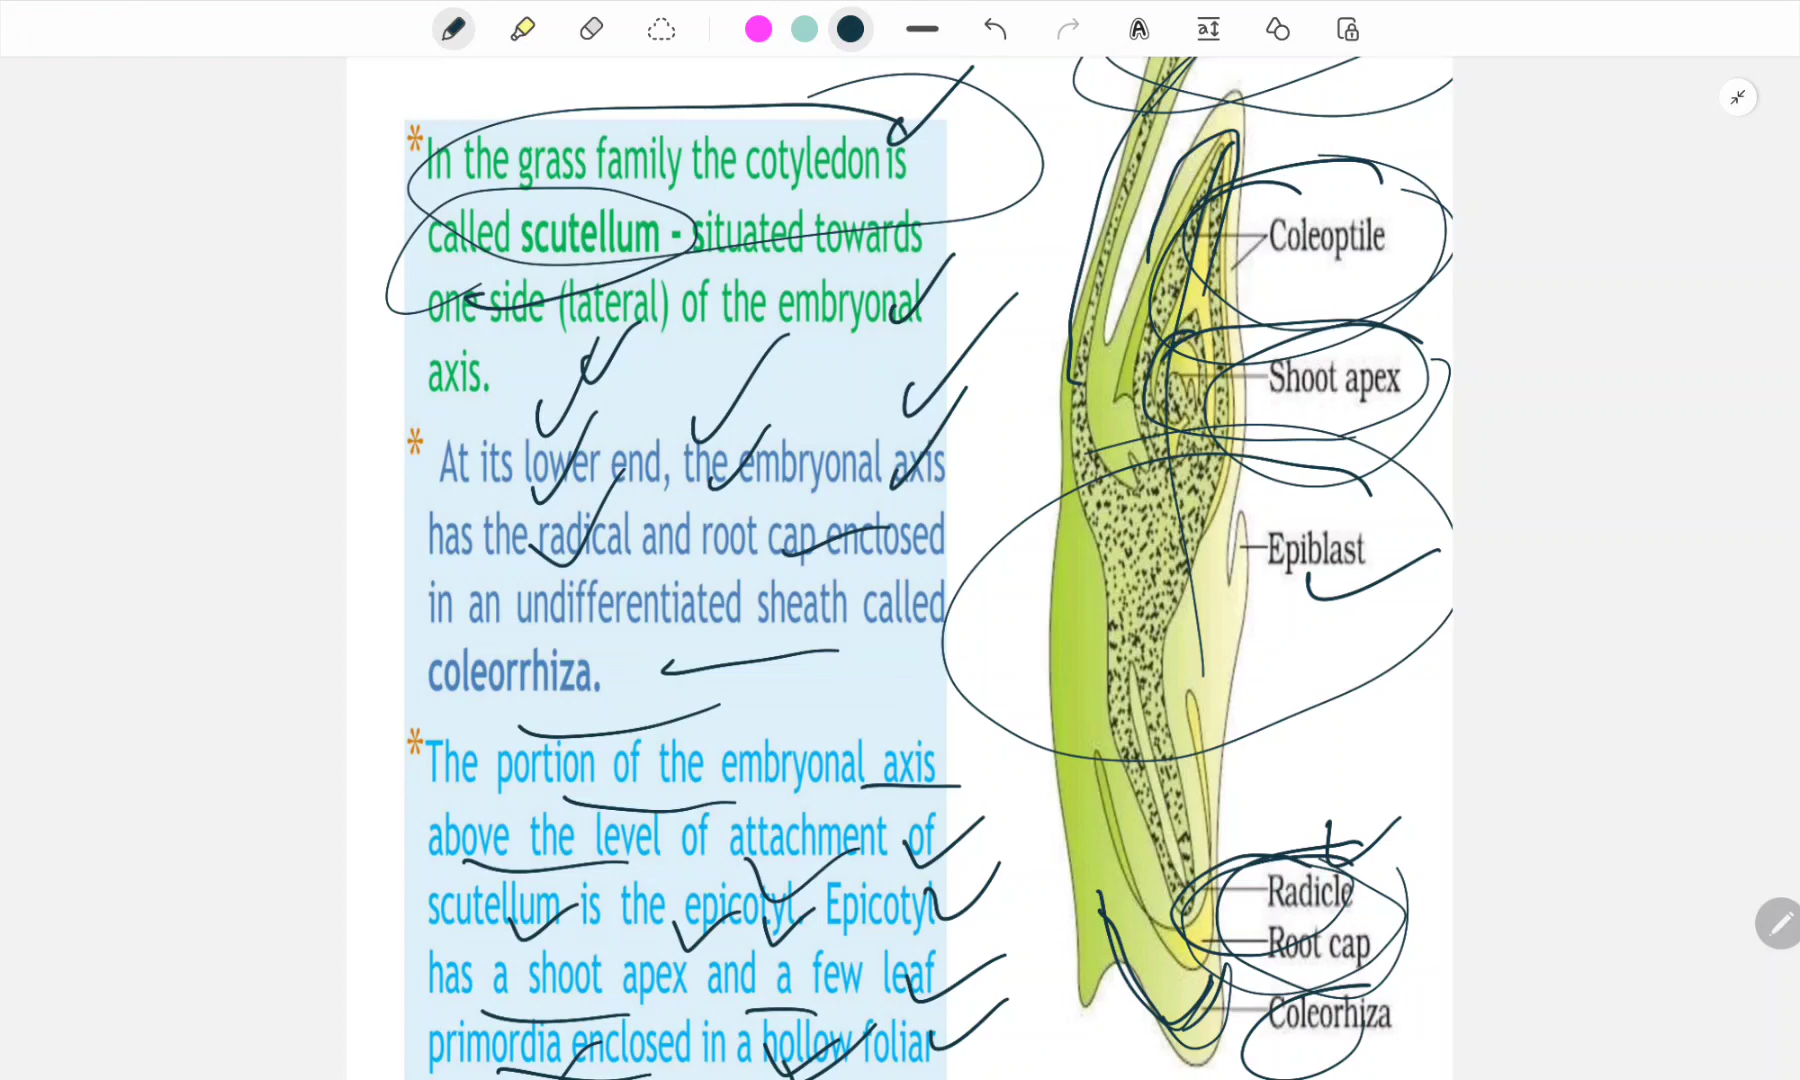 * In the grass family the cotyledon is
called scutellum - situated towards
one side (lateral) of the embryonal
axis.
* At its lower end, the embryonal axis
has the radical and root cap enclosed
in an undifferentiated sheath called
coleorrhiza.
* The portion of the embryonal axis
above the level of attachment of
scutellum is the epicotyl. Epicotyl
has a shoot apex and a few leaf
primordia enclosed in a hollow foliar
Coleoptile
Shoot apex
Epiblast
Radicle
Root cap
Coleorhiza